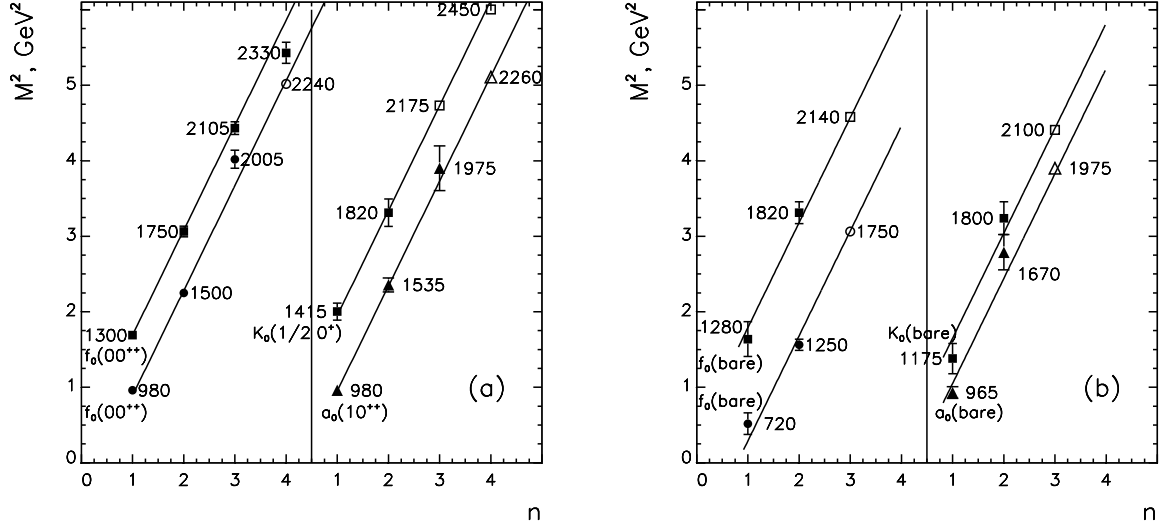 M², GeV²
5
4
3
2
1
0
2450
2330
2240
2260
2105
2175
2005
1975
1750
1820
1500
1535
1300
f₀(00⁺⁺)
1415
K₀(1/2 0⁺)
980
f₀(00⁺⁺)
980
a₀(10⁺⁺)
(a)
0 1 2 3 4 1 2 3 4
n
M², GeV²
5
4
3
2
1
0
2140
2100
1975
1820
1800
1750
1670
1280
f₀(bare)
1250
K₀(bare)
1175
f₀(bare)
720
965
a₀(bare)
(b)
0 1 2 3 4 1 2 3 4
n